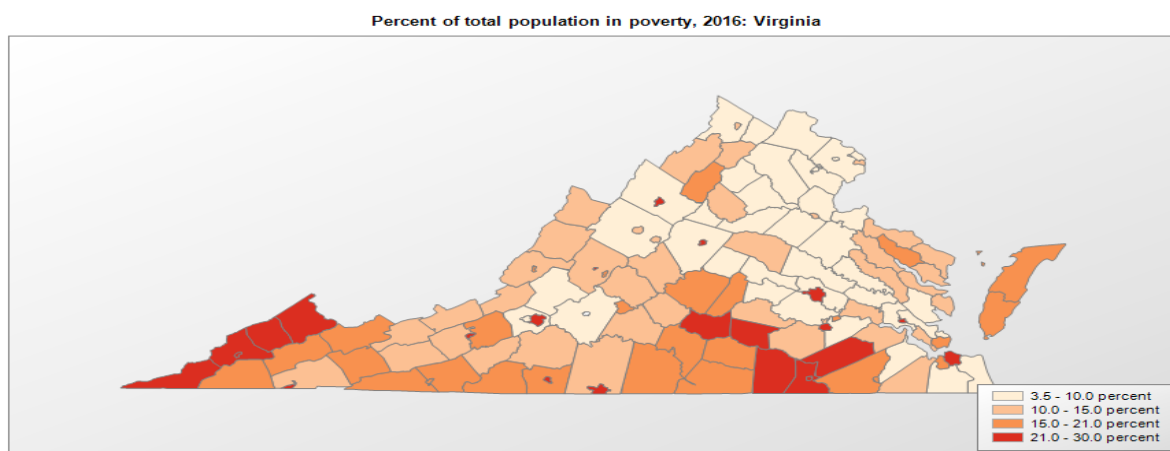 Percent of total population in poverty, 2016: Virginia
3.5 - 10.0 percent
10.0 - 15.0 percent
15.0 - 21.0 percent
21.0 - 30.0 percent